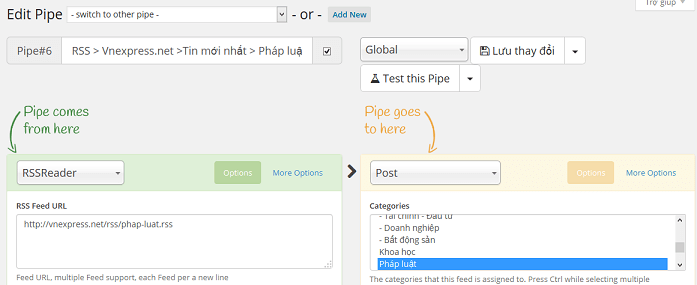 Trợ giúp
Edit Pipe - switch to other pipe - - or - Add New
Pipe#6 RSS > Vnexpress.net >Tin mới nhất > Pháp luậ Global Lưu thay đổi
Test this Pipe
Pipe comes
from here
Pipe goes
to here
RSSReader Options More Options Post Options More Options
RSS Feed URL
http://vnexpress.net/rss/phap-luat.rss
Feed URL, multiple Feed support, each Feed per a new line
Categories
- Tài chính - Đầu tư
- Doanh nghiệp
- Bất động sản
Khoa học
Pháp luật
The categories that this feed is assigned to. Press Ctrl while selecting multiple